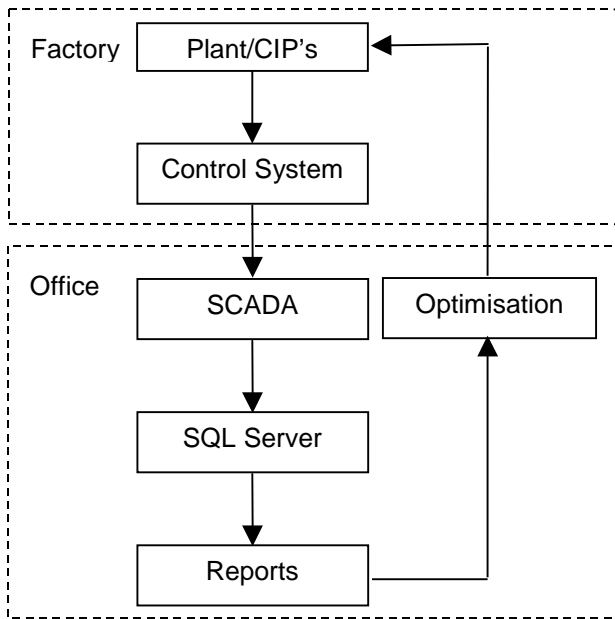 Factory
Plant/CIP's
Control System
Office
SCADA
Optimisation
SQL Server
Reports